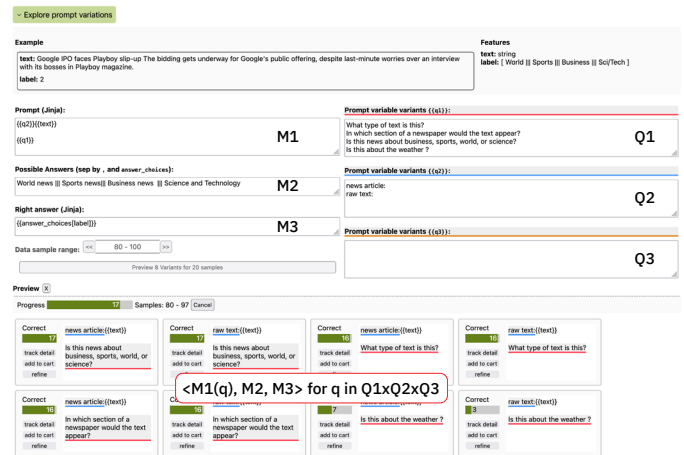 Explore prompt variations
Example
text: Google IPO faces Playboy slip-up The bidding gets underway for Google's public offering, despite last-minute worries over an interview
with its bosses in Playboy magazine.
label: 2
Features
text: string
label: [ World ||| Sports ||| Business ||| Sci/Tech ]
Prompt (Jinja):
{{q2}}{{text}}
{{q1}}
M1
Possible Answers (sep by , and answer_choices):
World news ||| Sports news||| Business news ||| Science and Technology
M2
Right answer (Jinja):
{{answer_choices[label]}}
M3
Data sample range: << 80 - 100 >>
Preview 8 Variants for 20 samples
Prompt variable variants {{q1}}:
What type of text is this?
In which section of a newspaper would the text appear?
Is this news about business, sports, world, or science?
Is this about the weather ?
Q1
Prompt variable variants {{q2}}:
news article:
raw text:
Q2
Prompt variable variants {{q3}}:
Q3
Preview X
Progress 17 Samples: 80 - 97 Cancel
Correct
17
track detail
add to cart
refine
news article:{{text}}
Is this news about
business, sports, world, or
science?
Correct
17
track detail
add to cart
refine
raw text:{{text}}
Is this news about
business, sports, world, or
science?
Correct
16
track detail
add to cart
refine
news article:{{text}}
What type of text is this?
Correct
16
track detail
add to cart
refine
raw text:{{text}}
What type of text is this?
<M1(q), M2, M3> for q in Q1xQ2xQ3
Correct
16
track detail
add to cart
refine
news article:{{text}}
In which section of a
newspaper would the text
appear?
16
track detail
add to cart
refine
In which section of a
newspaper would the text
appear?
7
track detail
add to cart
refine
Is this about the weather ?
Correct
3
track detail
add to cart
refine
raw text:{{text}}
Is this about the weather ?